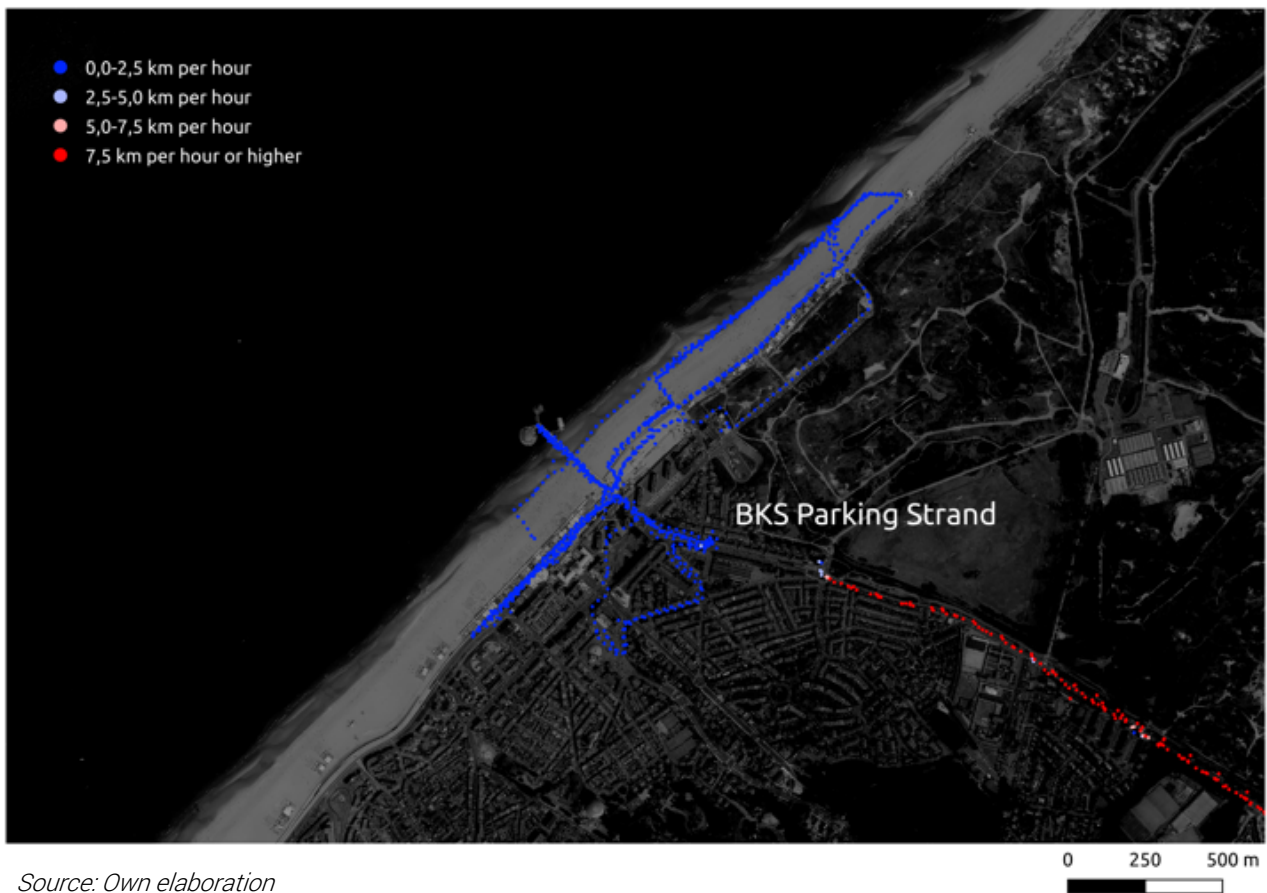 0,0-2,5 km per hour
2,5-5,0 km per hour
5,0-7,5 km per hour
7,5 km per hour or higher
BKS Parking Strand
0 250 500 m
Source: Own elaboration